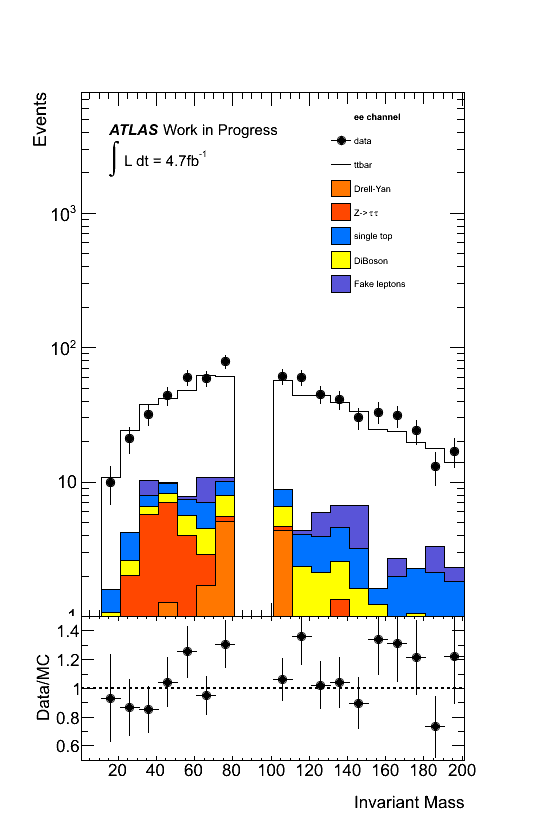 Events
ATLAS Work in Progress
∫ L dt = 4.7fb⁻¹
ee channel
data
ttbar
Drell-Yan
Z->ττ
single top
DiBoson
Fake leptons
10³
10²
10
1
Data/MC
1.4
1.2
1
0.8
0.6
20 40 60 80 100 120 140 160 180 200
Invariant Mass